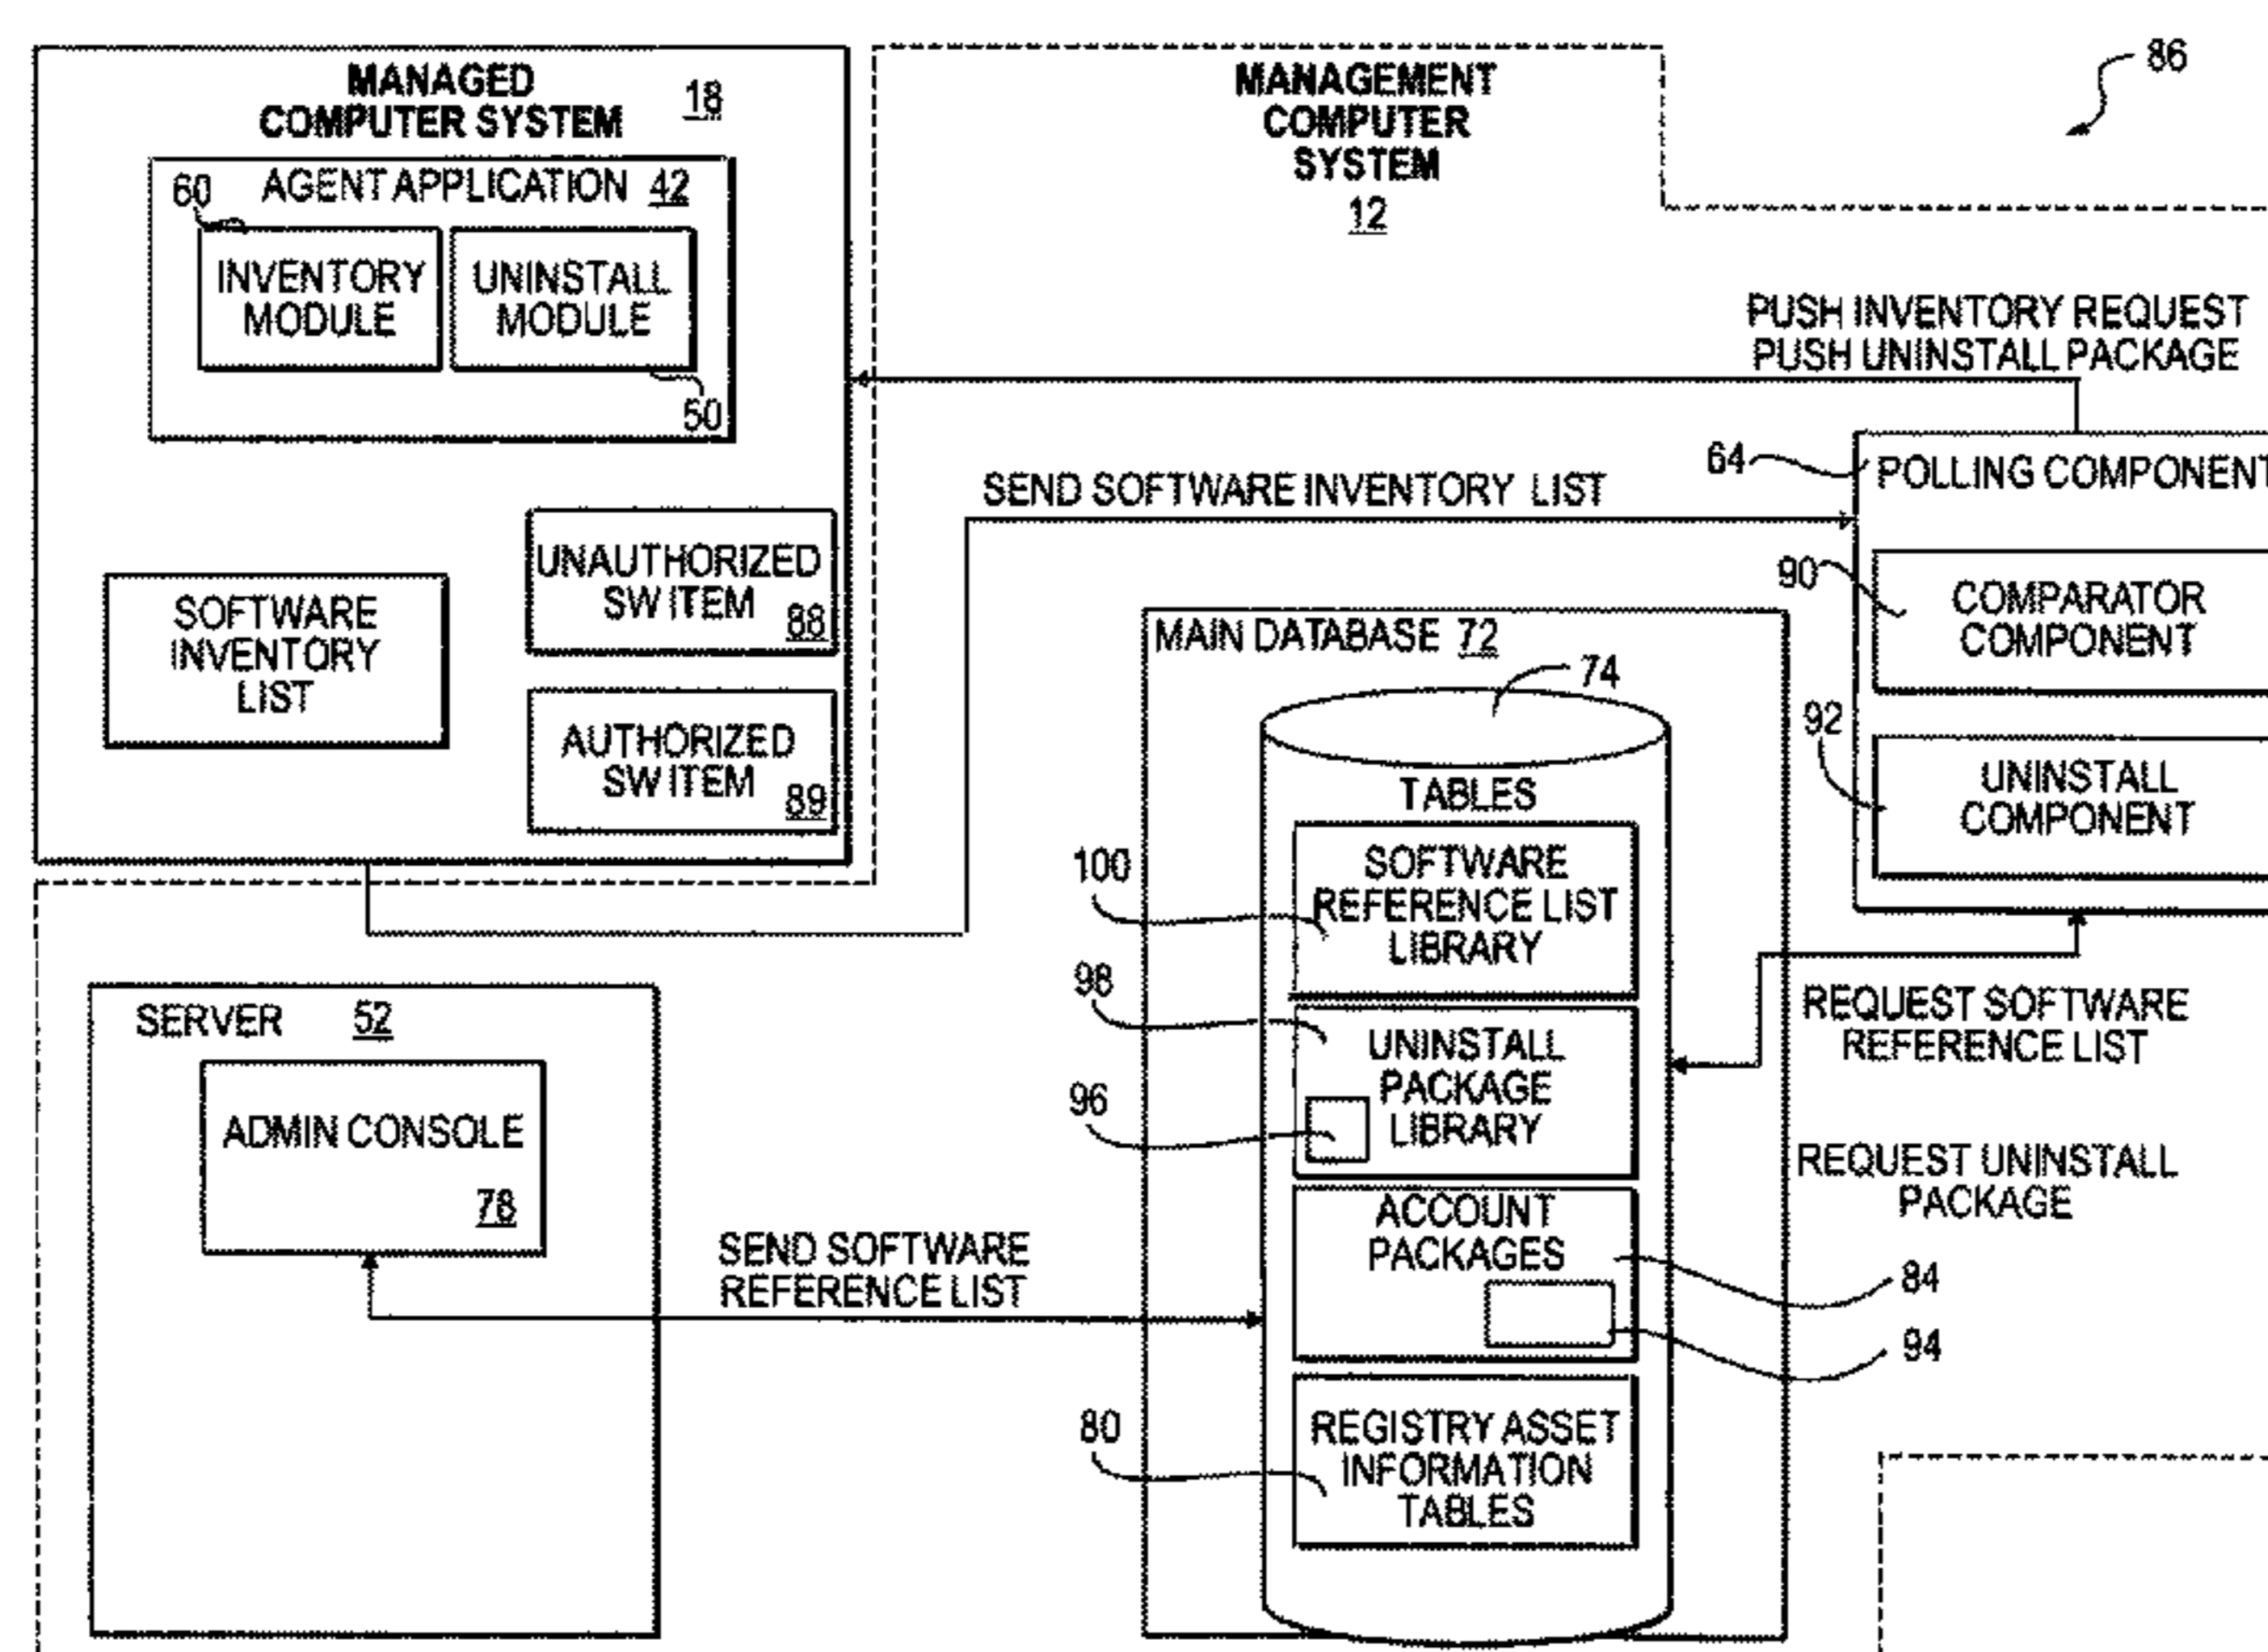 MANAGED
COMPUTER SYSTEM
18
AGENT APPLICATION 42
60
INVENTORY
MODULE
UNINSTALL
MODULE
50
UNAUTHORIZED
SW ITEM
88
SOFTWARE
INVENTORY
LIST
AUTHORIZED
SW ITEM
89
MANAGEMENT
COMPUTER
SYSTEM
12
86
PUSH INVENTORY REQUEST
PUSH UNINSTALL PACKAGE
SEND SOFTWARE INVENTORY LIST
64
POLLING COMPONENT
90
COMPARATOR
COMPONENT
92
UNINSTALL
COMPONENT
MAIN DATABASE 72
74
TABLES
100
SOFTWARE
REFERENCE LIST
LIBRARY
98
UNINSTALL
PACKAGE
LIBRARY
96
ACCOUNT
PACKAGES
84
94
80
REGISTRY ASSET
INFORMATION
TABLES
REQUEST SOFTWARE
REFERENCE LIST
REQUEST UNINSTALL
PACKAGE
SERVER 52
ADMIN CONSOLE
78
SEND SOFTWARE
REFERENCE LIST